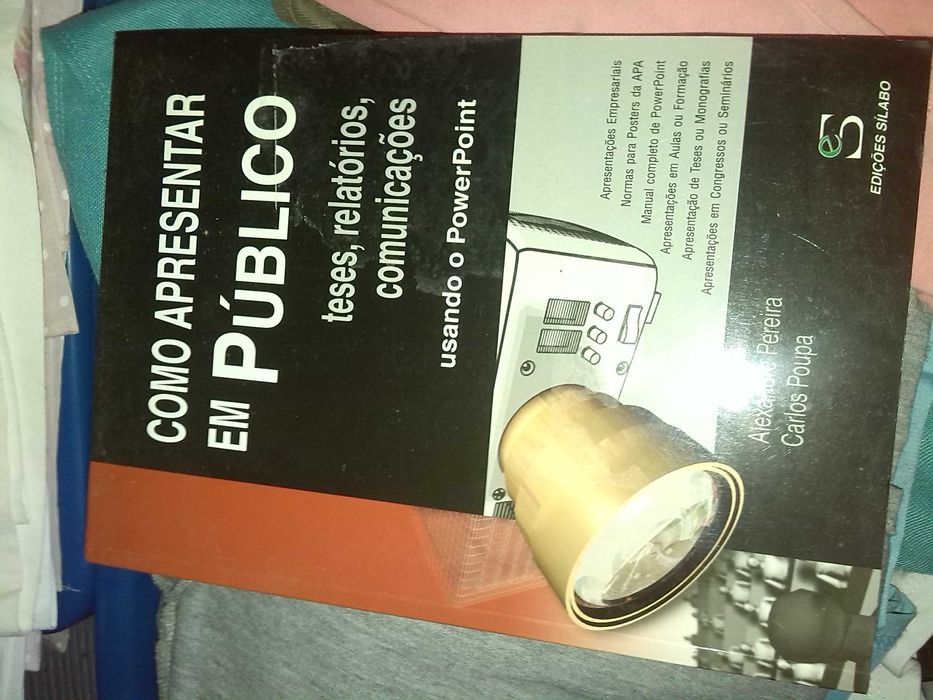 COMO APRESENTAR
EM PÚBLICO
teses, relatórios,
comunicações
usando o PowerPoint
Apresentações Empresariais
Normas para Posters da APA
Manual completo de PowerPoint
Apresentações em Aulas ou Formação
Apresentação de Teses ou Monografias
Apresentações em Congressos ou Seminários
Alexandre Pereira
Carlos Poupa
eS
EDIÇÕES SÍLABO